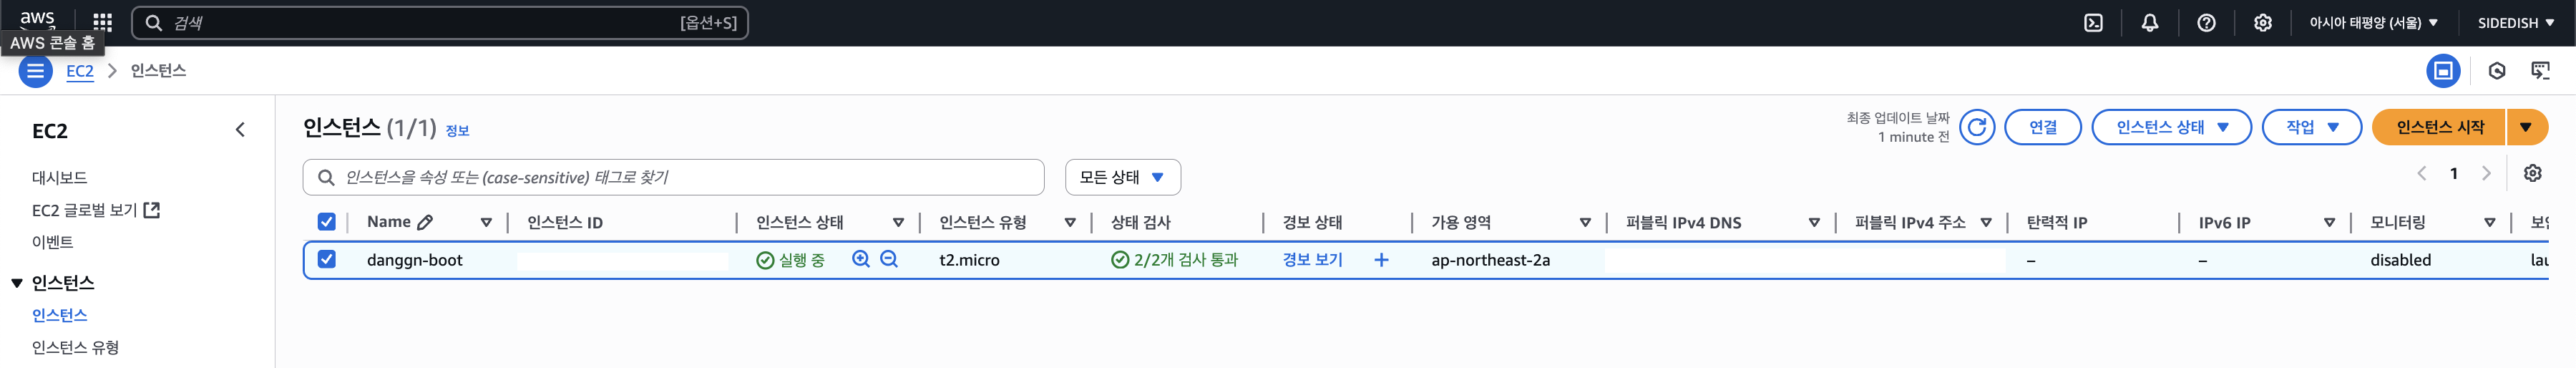 aws
검색
[옵션+S]
아시아 태평양 (서울)
SIDEDISH
AWS 콘솔 홈
EC2
인스턴스
EC2
대시보드
EC2 글로벌 보기
이벤트
인스턴스
인스턴스
인스턴스 유형
인스턴스 (1/1) 정보
최종 업데이트 날짜
1 minute 전
연결
인스턴스 상태
작업
인스턴스 시작
인스턴스을 속성 또는 (case-sensitive) 태그로 찾기
모든 상태
1
Name 인스턴스 ID 인스턴스 상태 인스턴스 유형 상태 검사 경보 상태 가용 영역 퍼블릭 IPv4 DNS 퍼블릭 IPv4 주소 탄력적 IP IPv6 IP 모니터링
danggn-boot 실행 중 t2.micro 2/2개 검사 통과 경보 보기 + ap-northeast-2a – – disabled lau